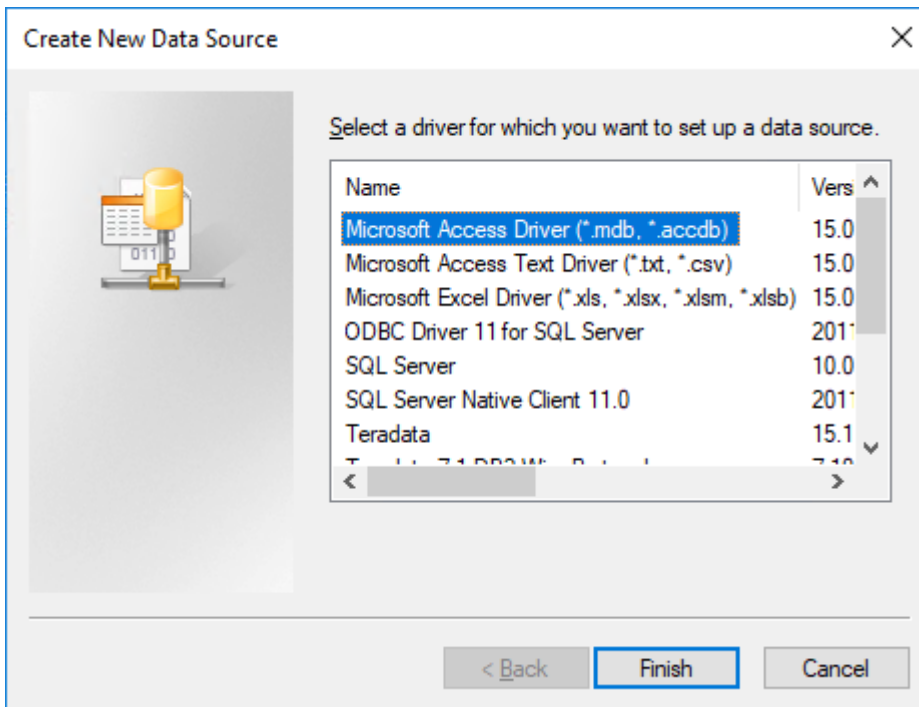 Create New Data Source
Select a driver for which you want to set up a data source.
Name Vers
Microsoft Access Driver (*.mdb, *.accdb) 15.0
Microsoft Access Text Driver (*.txt, *.csv) 15.0
Microsoft Excel Driver (*.xls, *.xlsx, *.xlsm, *.xlsb) 15.0
ODBC Driver 11 for SQL Server 201
SQL Server 10.0
SQL Server Native Client 11.0 201
Teradata 15.1
< Back Finish Cancel